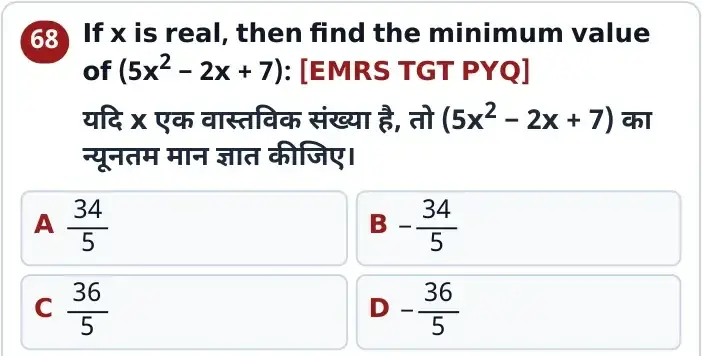 68 If x is real, then find the minimum value
of (5x² – 2x + 7): [EMRS TGT PYQ]
यदि x एक वास्तविक संख्या है, तो (5x² – 2x + 7) का
न्यूनतम मान ज्ञात कीजिए।
A 34/5
B –34/5
C 36/5
D –36/5